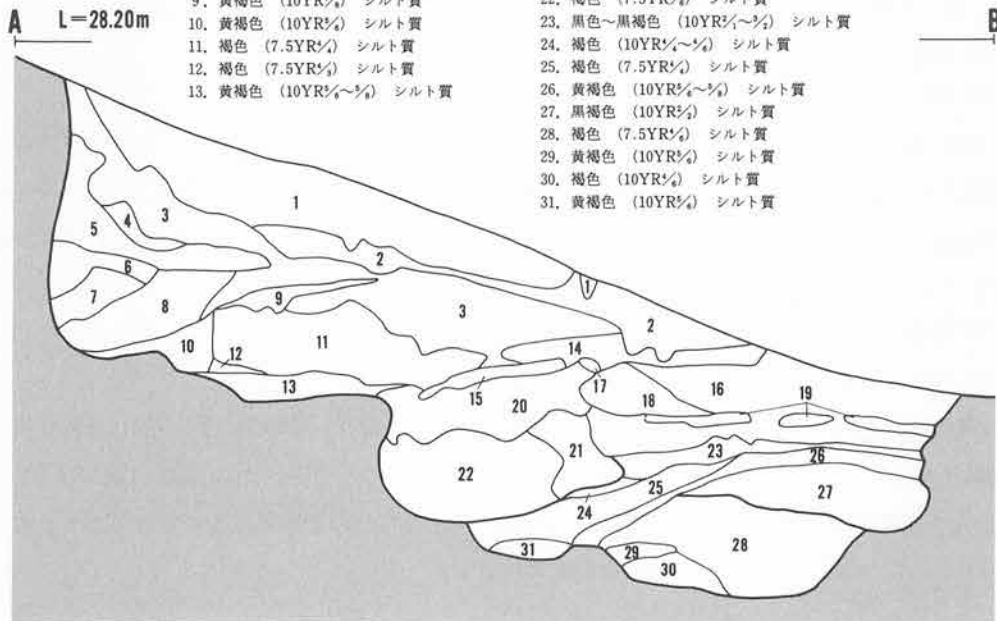 A L=28.20m
10. 黄褐色 (10YR5/6) シルト質
11. 褐色 (7.5YR4/4) シルト質
12. 褐色 (7.5YR4/3) シルト質
13. 黄褐色 (10YR5/6～5/8) シルト質
B
23. 黒色～黒褐色 (10YR2/1～3/2) シルト質
24. 褐色 (10YR4/4～4/6) シルト質
25. 褐色 (7.5YR4/4) シルト質
26. 黄褐色 (10YR5/6～5/8) シルト質
27. 黒褐色 (10YR2/2) シルト質
28. 褐色 (7.5YR4/6) シルト質
29. 黄褐色 (10YR5/6) シルト質
30. 褐色 (10YR4/6) シルト質
31. 黄褐色 (10YR5/6) シルト質
1
3
4
5
2
6
1
7
8
9
3
2
10
12
11
14
13
15
17
18
16
19
20
21
22
23
26
25
24
27
31
29
28
30